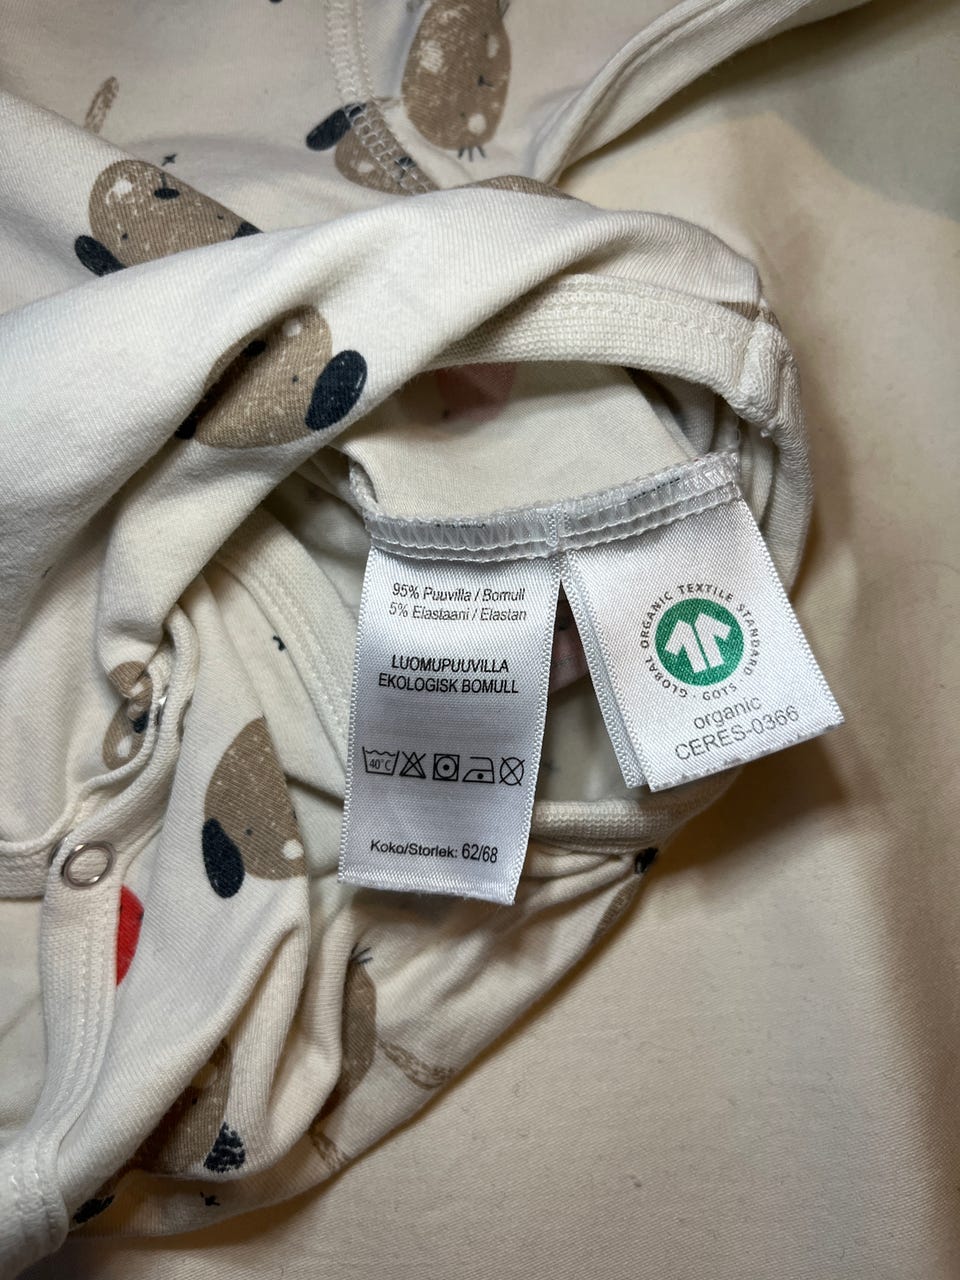 95% Puuvilla / Bomull
5% Elastaani / Elastan
LUOMUPUUVILLA
EKOLOGISK BOMULL
40°C
Koko/Storlek: 62/68
GLOBAL ORGANIC TEXTILE STANDARD
· GOTS ·
organic
CERES-0366